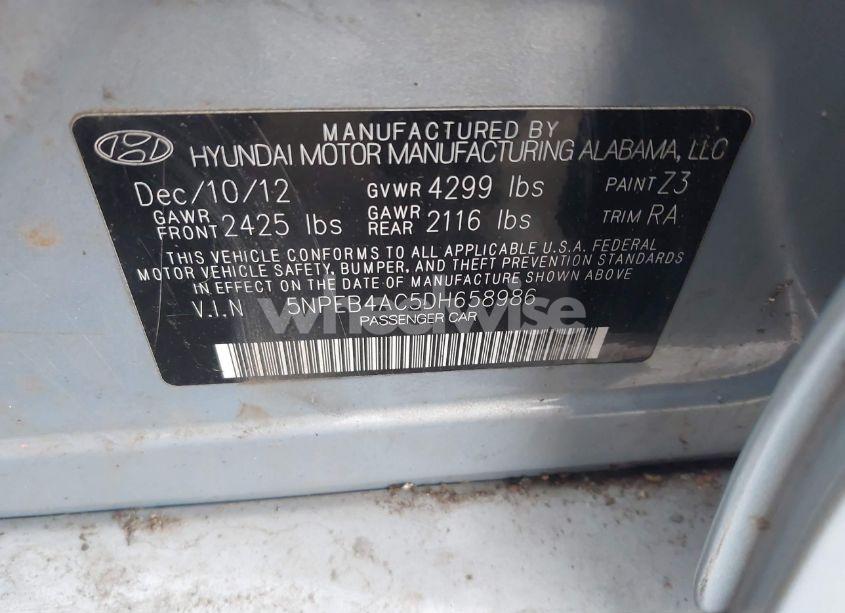 MANUFACTURED BY
HYUNDAI MOTOR MANUFACTURING ALABAMA, LLC
Dec/10/12 GVWR 4299 lbs PAINT Z3
GAWR FRONT 2425 lbs GAWR REAR 2116 lbs TRIM RA
THIS VEHICLE CONFORMS TO ALL APPLICABLE U.S.A. FEDERAL
MOTOR VEHICLE SAFETY, BUMPER, AND THEFT PREVENTION STANDARDS
IN EFFECT ON THE DATE OF MANUFACTURE SHOWN ABOVE.
V.I.N 5NPEB4AC5DH658986
wheelwise
PASSENGER CAR